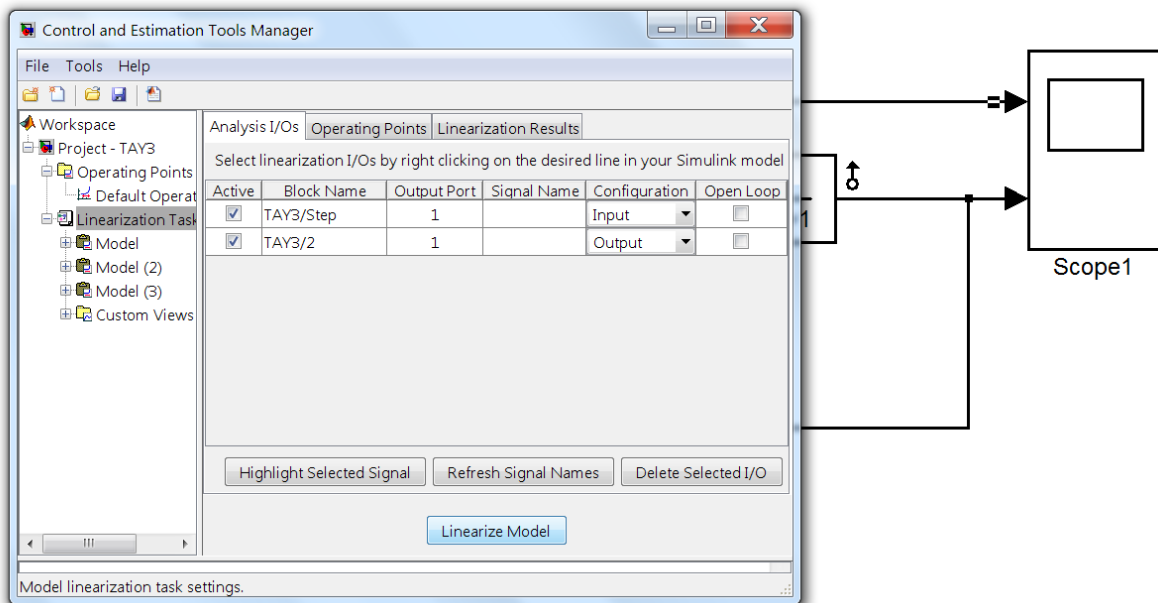 Control and Estimation Tools Manager
File Tools Help
Workspace
Project - TAY3
Operating Points
Default Operat
Linearization Task
Model
Model (2)
Model (3)
Custom Views
Analysis I/Os Operating Points Linearization Results
Select linearization I/Os by right clicking on the desired line in your Simulink model
Active Block Name Output Port Signal Name Configuration Open Loop
TAY3/Step 1 Input
TAY3/2 1 Output
Highlight Selected Signal Refresh Signal Names Delete Selected I/O
Linearize Model
Model linearization task settings.
1
Scope1